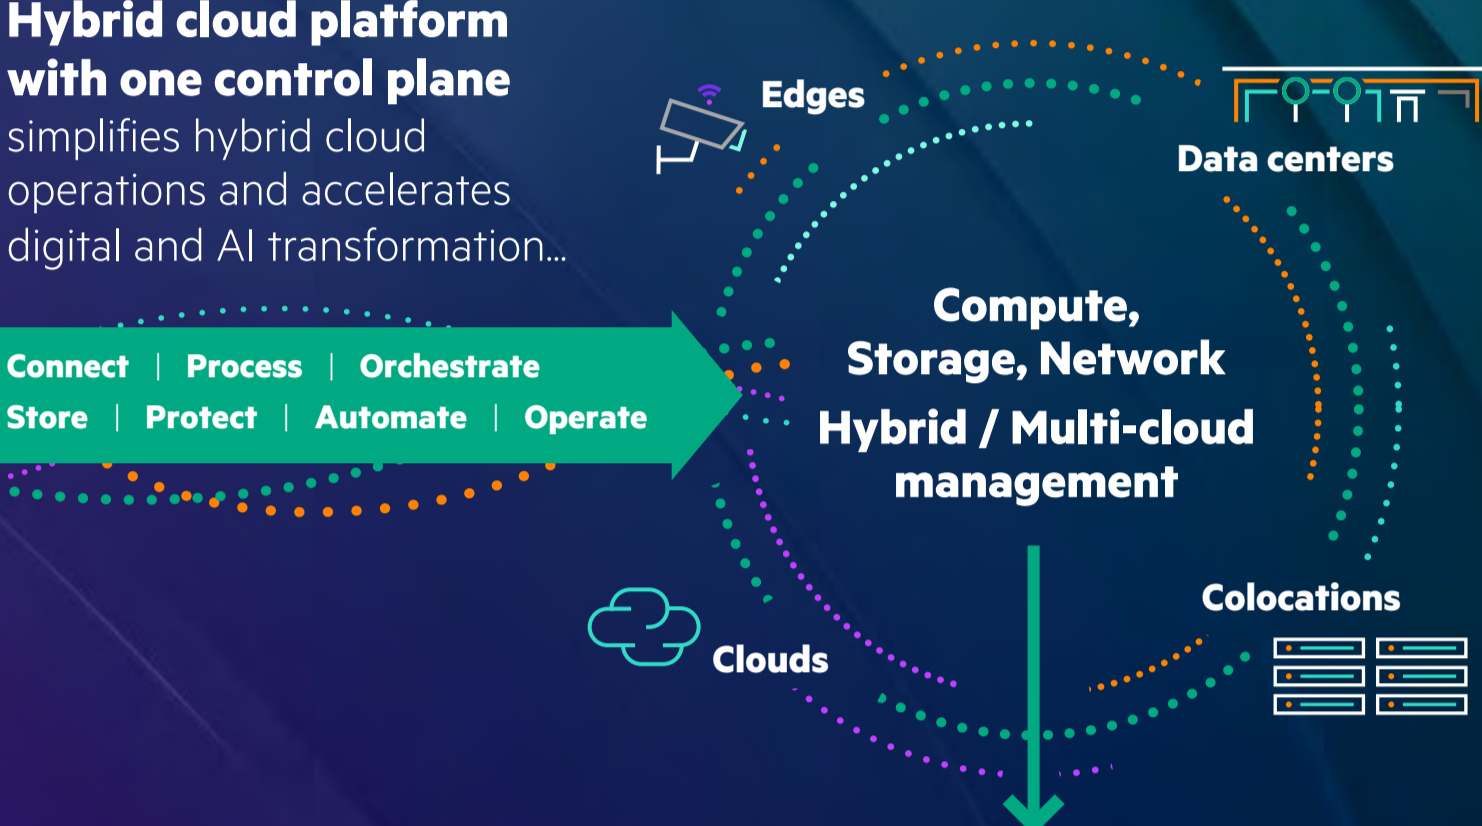 Hybrid cloud platform
with one control plane
simplifies hybrid cloud
operations and accelerates
digital and AI transformation...
Connect | Process | Orchestrate
Store | Protect | Automate | Operate
Edges
Data centers
Compute,
Storage, Network
Hybrid / Multi-cloud
management
Clouds
Colocations